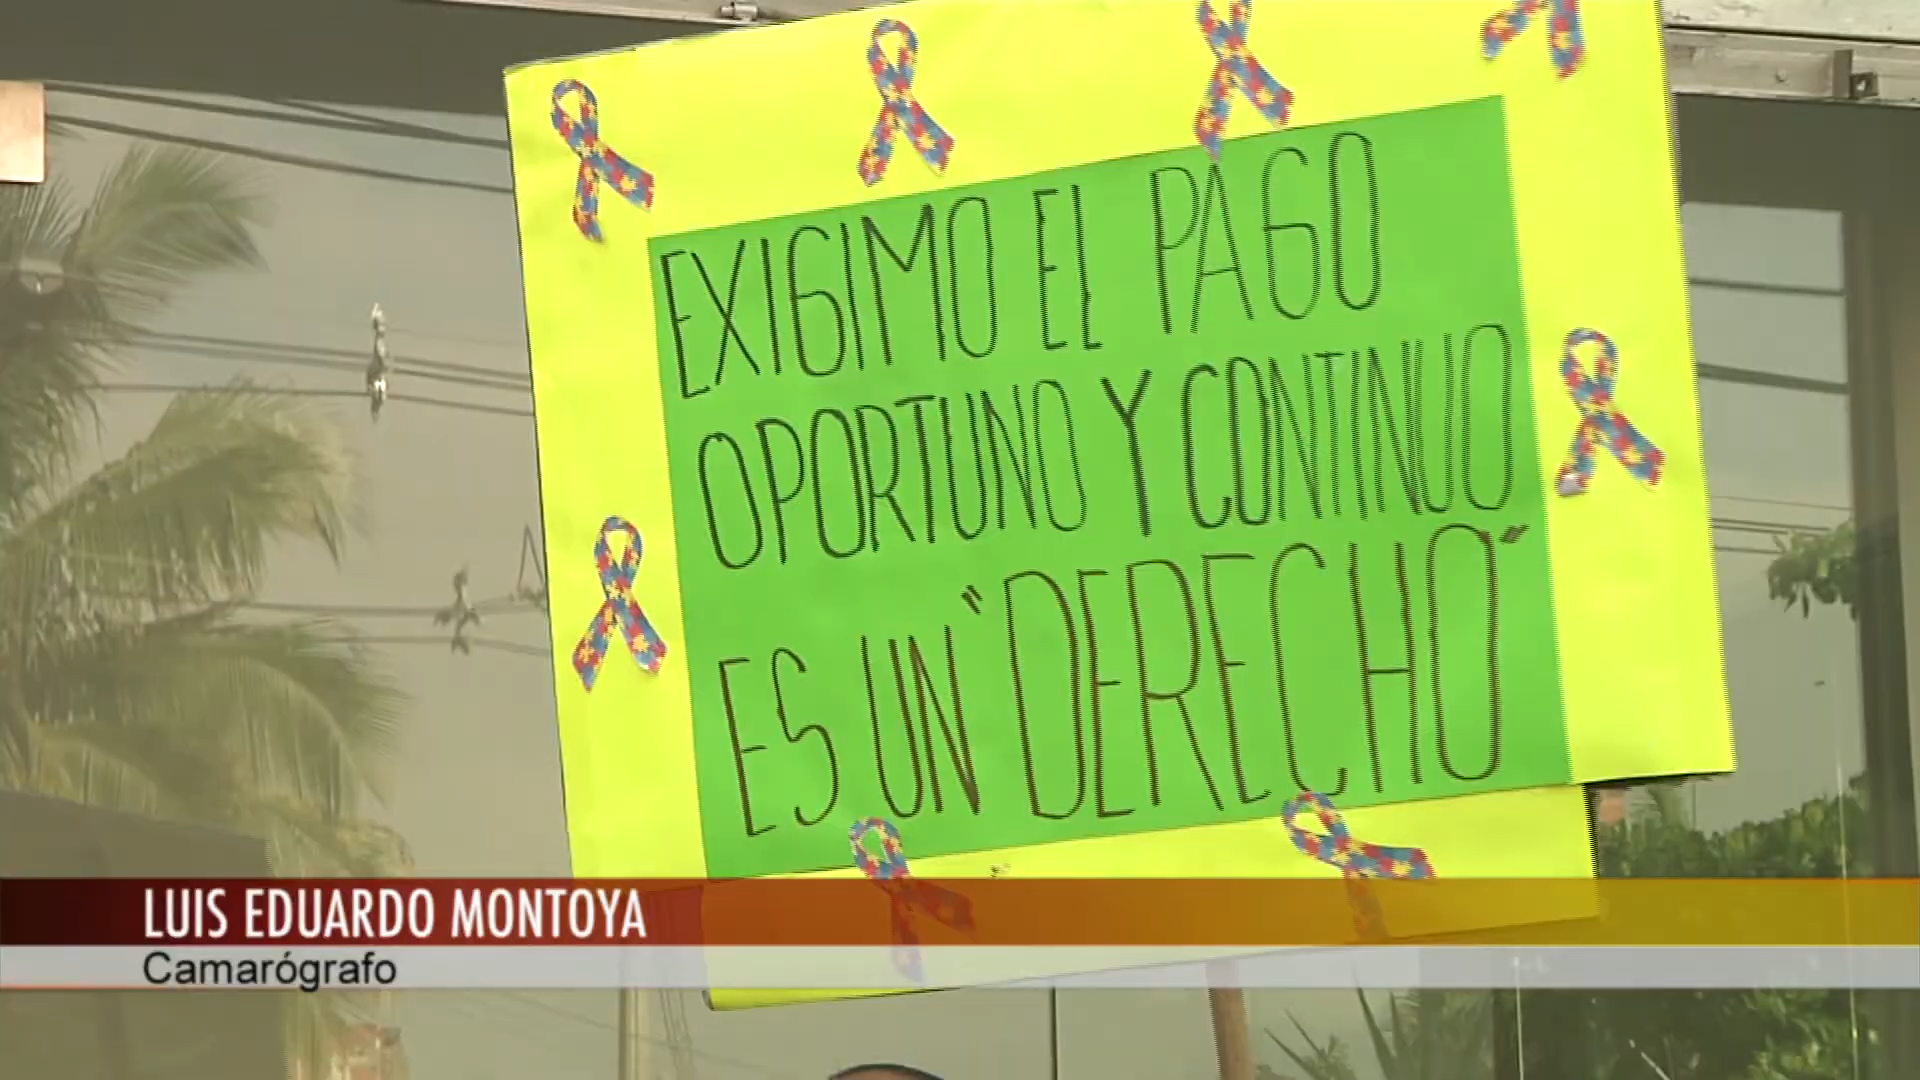 EXIGIMO EL PAGO
OPORTUNO Y CONTINUO
ES UN "DERECHO"
LUIS EDUARDO MONTOYA
Camarógrafo